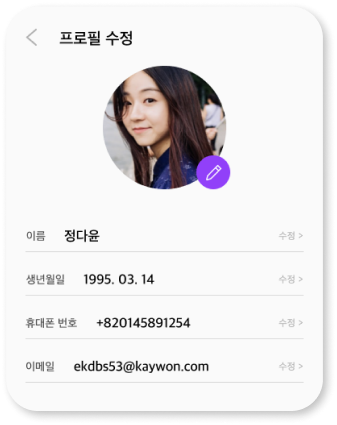 프로필 수정
이름 정다윤 수정 >
생년월일 1995. 03. 14 수정 >
휴대폰 번호 +820145891254 수정 >
이메일 ekdbs53@kaywon.com 수정 >